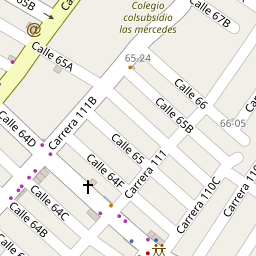 Colegio
colsubsidio
las mercedes
Calle 67B
65B
Calle 65A
65-24
Calle 66
Carrera 111B
Calle 65B
66-05
Calle 64D
Calle 65
Carrera 111
Calle 64F
Carrera 110C
Calle 64C
Calle 64B